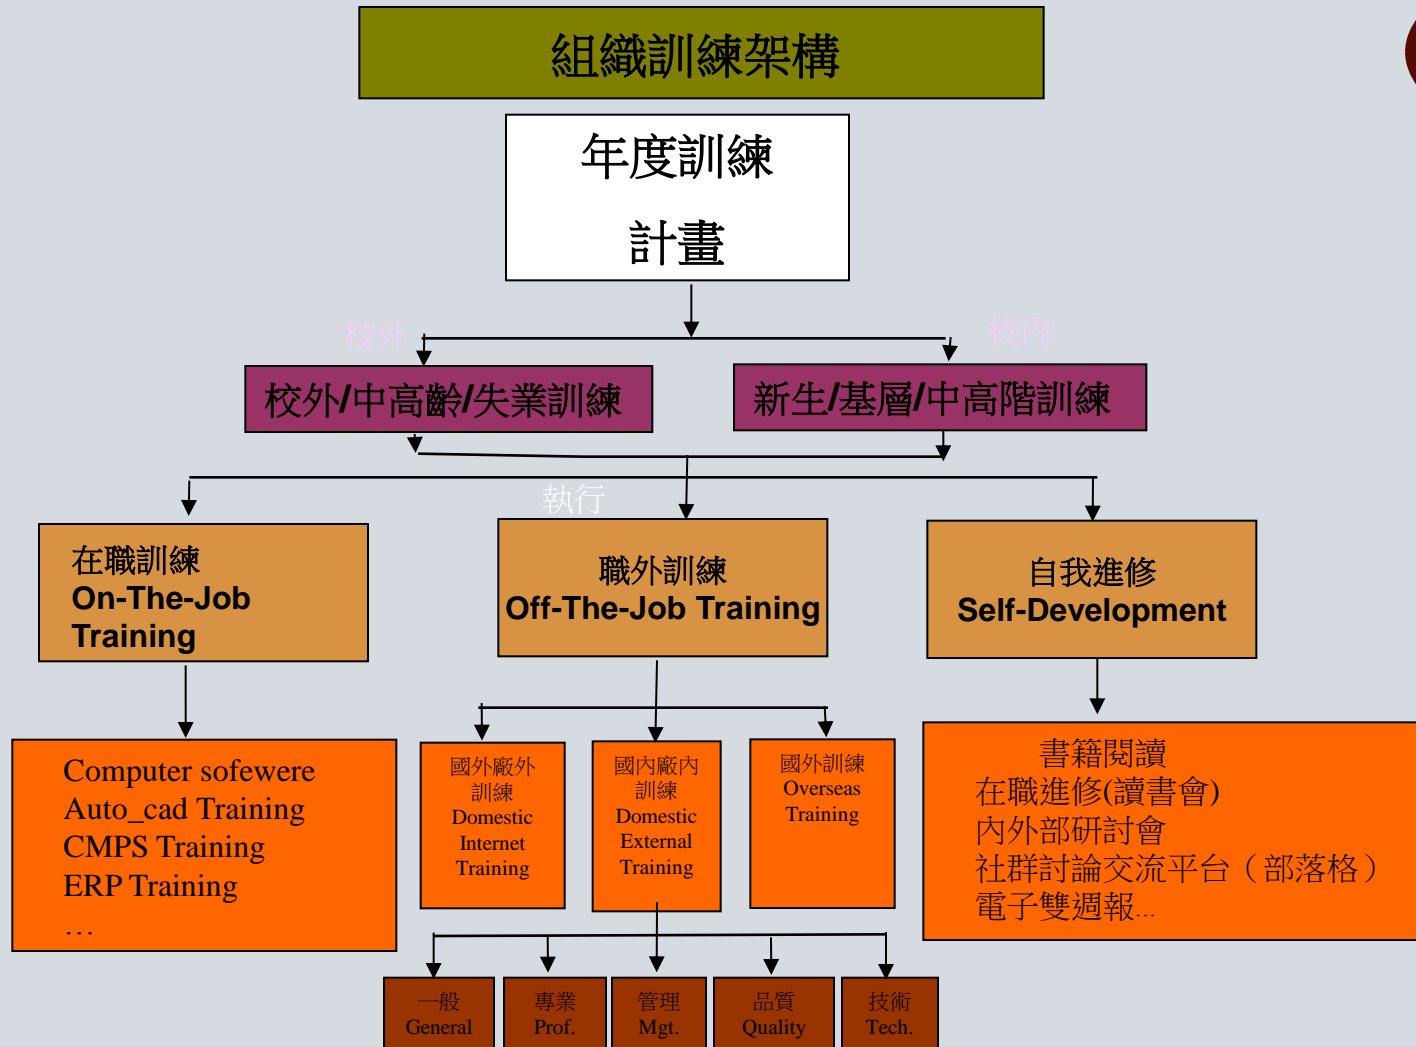 組織訓練架構
年度訓練
計畫
校外
校內
校外/中高齡/失業訓練
新生/基層/中高階訓練
執行
在職訓練
On-The-Job
Training
職外訓練
Off-The-Job Training
自我進修
Self-Development
Computer sofewere
Auto_cad Training
CMPS Training
ERP Training
…
國外廠外
訓練
Domestic
Internet
Training
國內廠內
訓練
Domestic
External
Training
國外訓練
Overseas
Training
書籍閱讀
在職進修(讀書會)
內外部研討會
社群討論交流平台（部落格）
電子雙週報...
一般
General
專業
Prof.
管理
Mgt.
品質
Quality
技術
Tech.